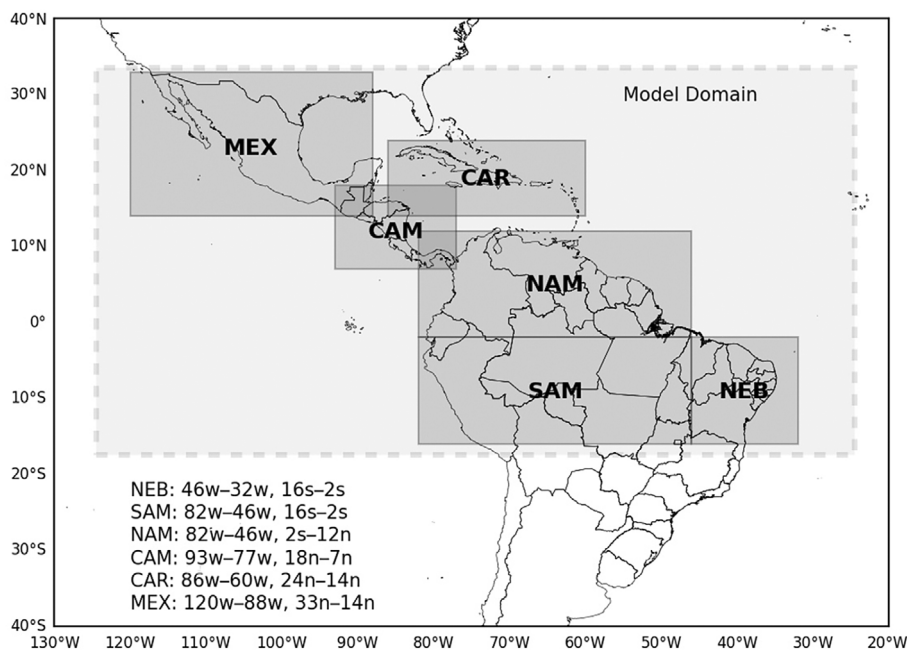 40°N
30°N
20°N
10°N
0°
10°S
20°S
30°S
40°S
Model Domain
MEX
CAR
CAM
NAM
SAM
NEB
NEB: 46w–32w, 16s–2s
SAM: 82w–46w, 16s–2s
NAM: 82w–46w, 2s–12n
CAM: 93w–77w, 18n–7n
CAR: 86w–60w, 24n–14n
MEX: 120w–88w, 33n–14n
130°W 120°W 110°W 100°W 90°W 80°W 70°W 60°W 50°W 40°W 30°W 20°W